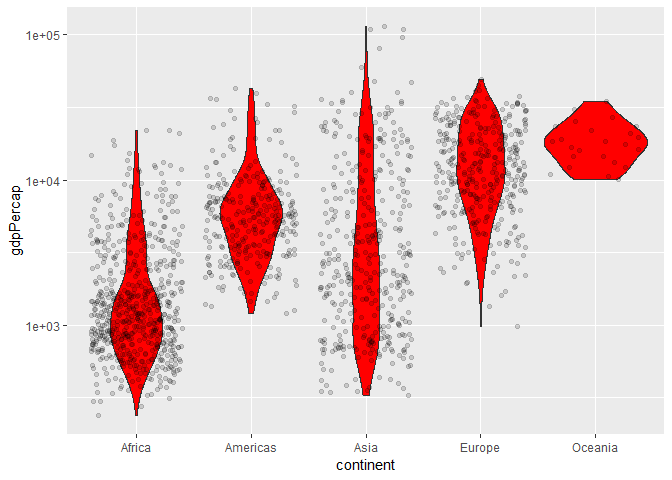 1e+05
1e+04
1e+03
gdpPercap
Africa Americas Asia Europe Oceania
continent